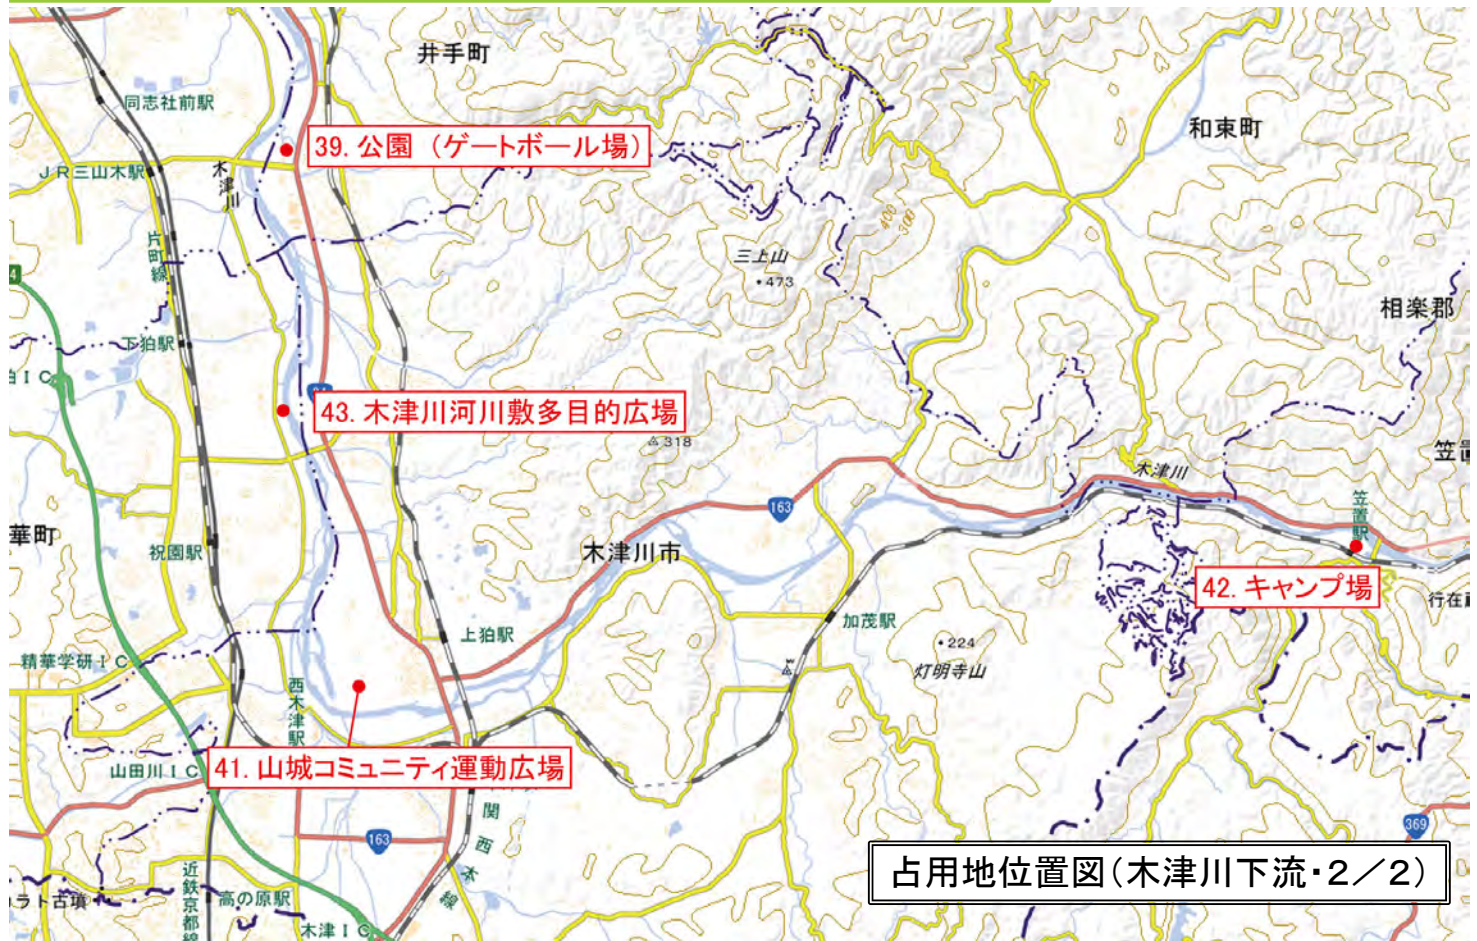 井手町
同志社前駅
和束町
39. 公園 (ゲートボール場)
JR三山木駅
木津川
片町線
400
300
三上山
473
相楽郡
下狛駅
43. 木津川河川敷多目的広場
318
木津川
笠置駅
163
華町
祝園駅
木津川市
42. キャンプ場
加茂駅
上狛駅
224
灯明寺山
精華学研IC
西木津駅
41. 山城コミュニティ運動広場
山田川IC
関西本線
163
369
占用地位置図(木津川下流・2/2)
近鉄京都線
高の原駅
ラト古墳
木津IC